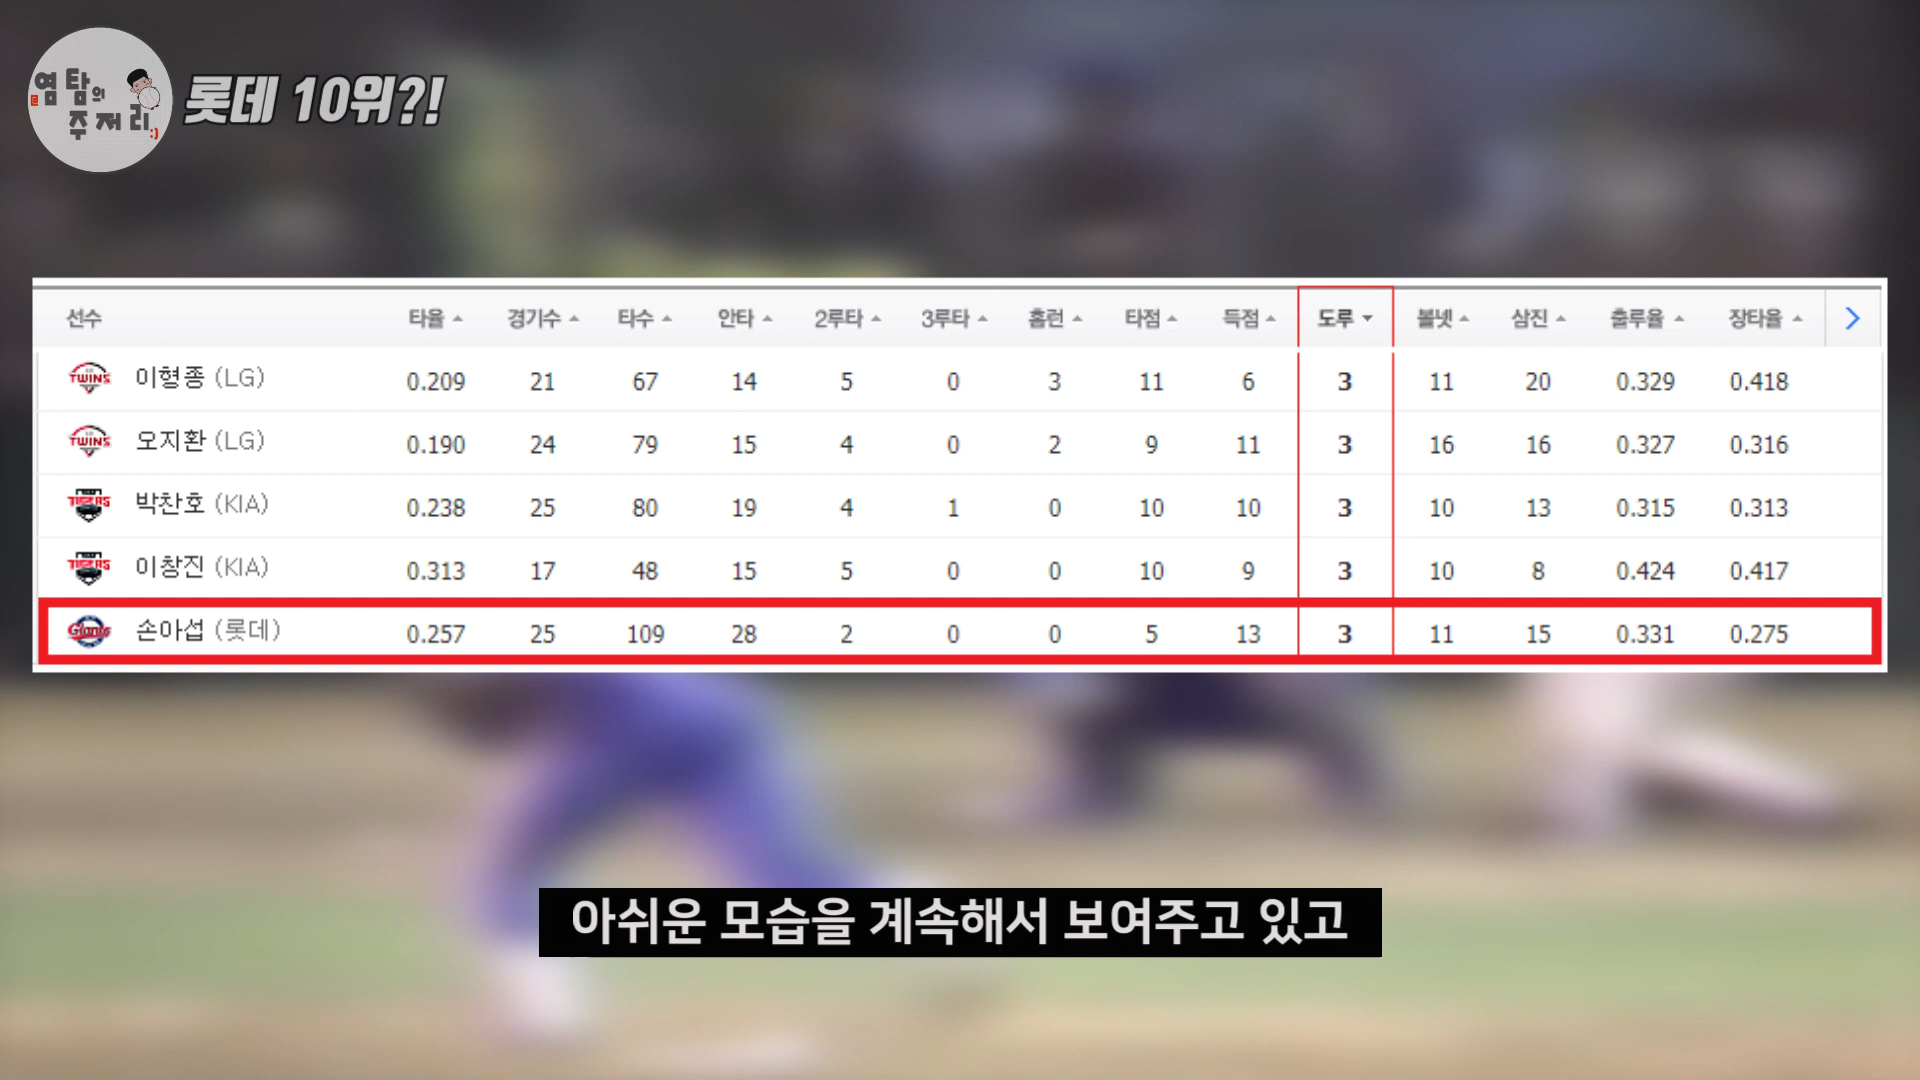 염탐의
주저리:)
롯데 10위?!
선수 타율 경기수 타수 안타 2루타 3루타 홈런 타점 득점 도루 볼넷 삼진 출루율 장타율
TWINS 이형종 (LG) 0.209 21 67 14 5 0 3 11 6 3 11 20 0.329 0.418
TWINS 오지환 (LG) 0.190 24 79 15 4 0 2 9 11 3 16 16 0.327 0.316
TIGERS 박찬호 (KIA) 0.238 25 80 19 4 1 0 10 10 3 10 13 0.315 0.313
TIGERS 이창진 (KIA) 0.313 17 48 15 5 0 0 10 9 3 10 8 0.424 0.417
Giants 손아섭 (롯데) 0.257 25 109 28 2 0 0 5 13 3 11 15 0.331 0.275
아쉬운 모습을 계속해서 보여주고 있고